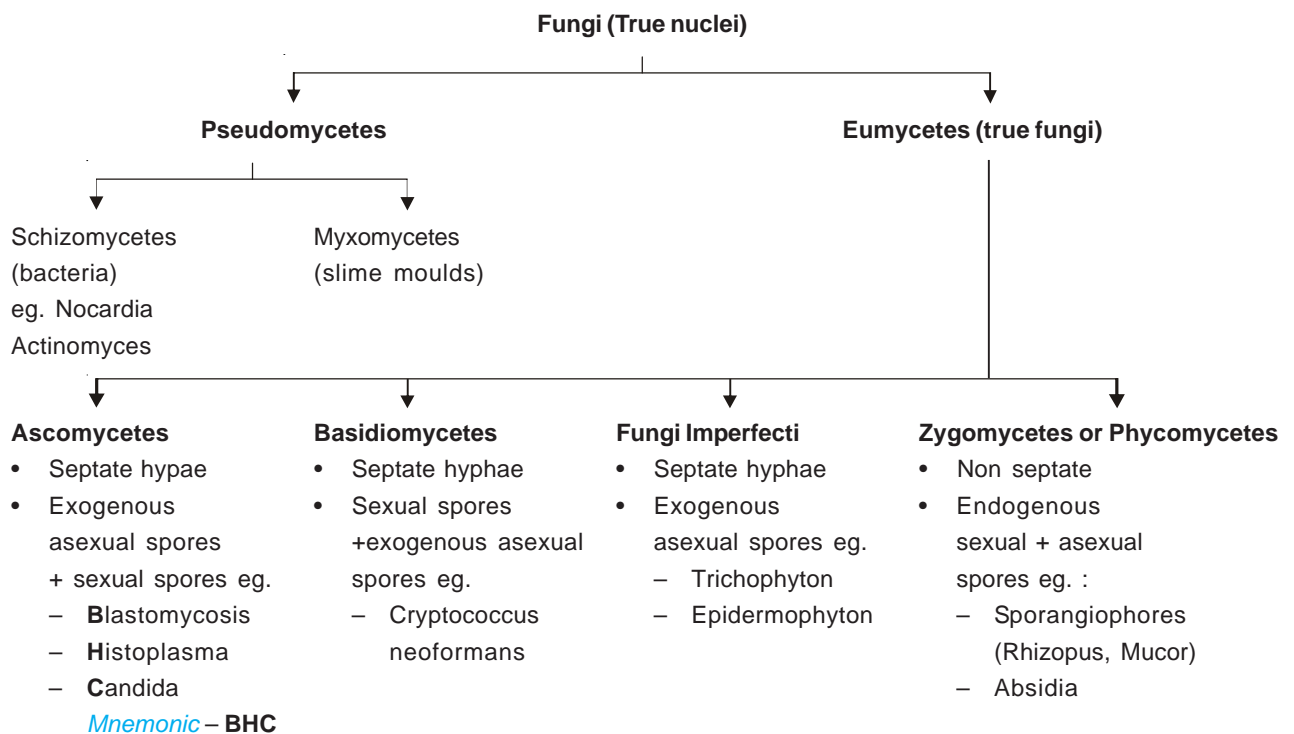 Fungi (True nuclei)
Pseudomycetes
Eumycetes (true fungi)
Schizomycetes
(bacteria)
eg. Nocardia
Actinomyces
Myxomycetes
(slime moulds)
Ascomycetes
• Septate hypae
• Exogenous
asexual spores
+ sexual spores eg.
– Blastomycosis
– Histoplasma
– Candida
Mnemonic – BHC
Basidiomycetes
• Septate hyphae
• Sexual spores
+exogenous asexual
spores eg.
– Cryptococcus
neoformans
Fungi Imperfecti
• Septate hyphae
• Exogenous
asexual spores eg.
– Trichophyton
– Epidermophyton
Zygomycetes or Phycomycetes
• Non septate
• Endogenous
sexual + asexual
spores eg. :
– Sporangiophores
(Rhizopus, Mucor)
– Absidia